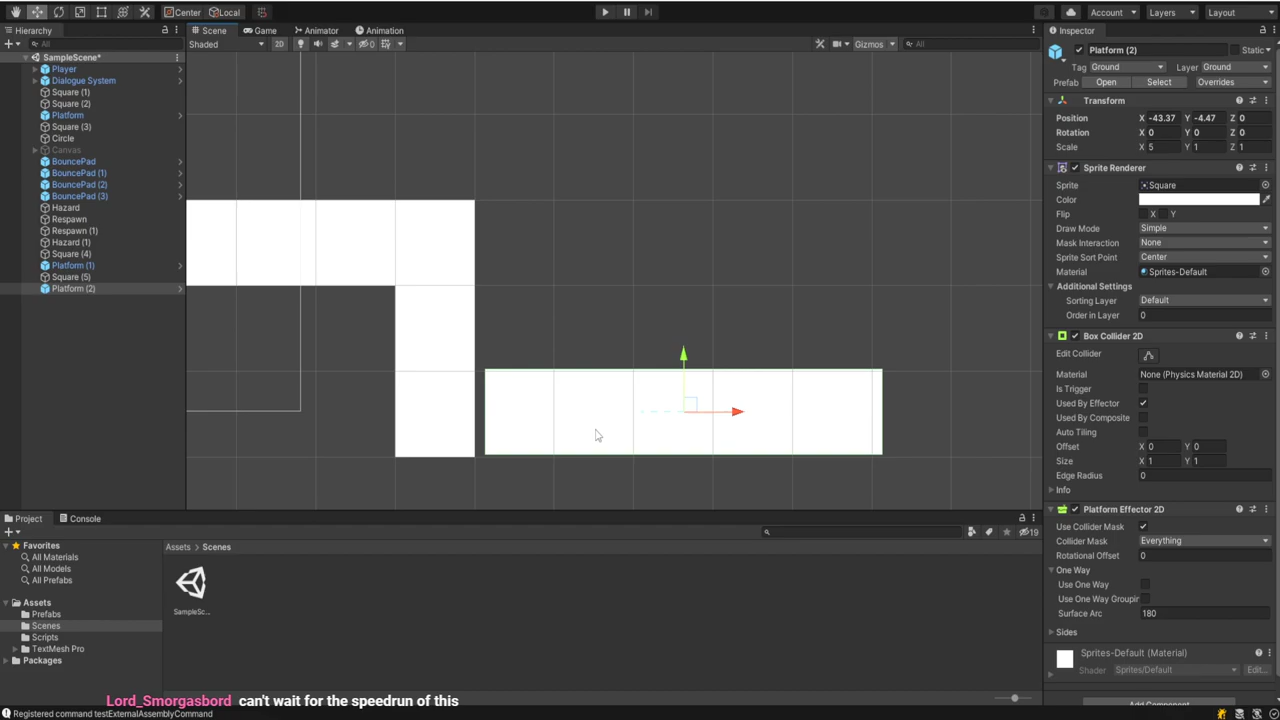 Center Local
Account Layers Layout
Hierarchy Scene Game Animator Animation Inspector
All Shaded 2D 0 Gizmos All
Platform (2) Static
SampleScene*
Tag Ground Layer Ground
Player
Prefab Open Select Overrides
Dialogue System
Square (1)
Transform
Square (2)
Platform
Position X -43.37 Y -4.47 Z 0
Square (3)
Rotation X 0 Y 0 Z 0
Circle
Scale X 5 Y 1 Z 1
Canvas
BouncePad
Sprite Renderer
BouncePad (1)
Sprite Square
BouncePad (2)
Color
BouncePad (3)
Flip X Y
Hazard
Draw Mode Simple
Respawn
Respawn (1)
Mask Interaction None
Hazard (1)
Square (4)
Sprite Sort Point Center
Platform (1)
Material Sprites-Default
Square (5)
Additional Settings
Platform (2)
Sorting Layer Default
Order in Layer 0
Box Collider 2D
Edit Collider
Material None (Physics Material 2D)
Is Trigger
Used By Effector
Used By Composite
Auto Tiling
Offset X 0 Y 0
Size X 1 Y 1
Edge Radius 0
Info
Platform Effector 2D
Use Collider Mask
Collider Mask Everything
Rotational Offset 0
One Way
Use One Way
Use One Way Groupin
Surface Arc 180
Sides
Sprites-Default (Material)
Shader Sprites/Default Edit...
Add Component
Project Console
19
Favorites
All Materials
All Models
All Prefabs
Assets
Prefabs
Scenes
Scripts
TextMesh Pro
Packages
Assets > Scenes
SampleSc...
Lord_Smorgasbord can't wait for the speedrun of this
Registered command testExternalAssemblyCommand